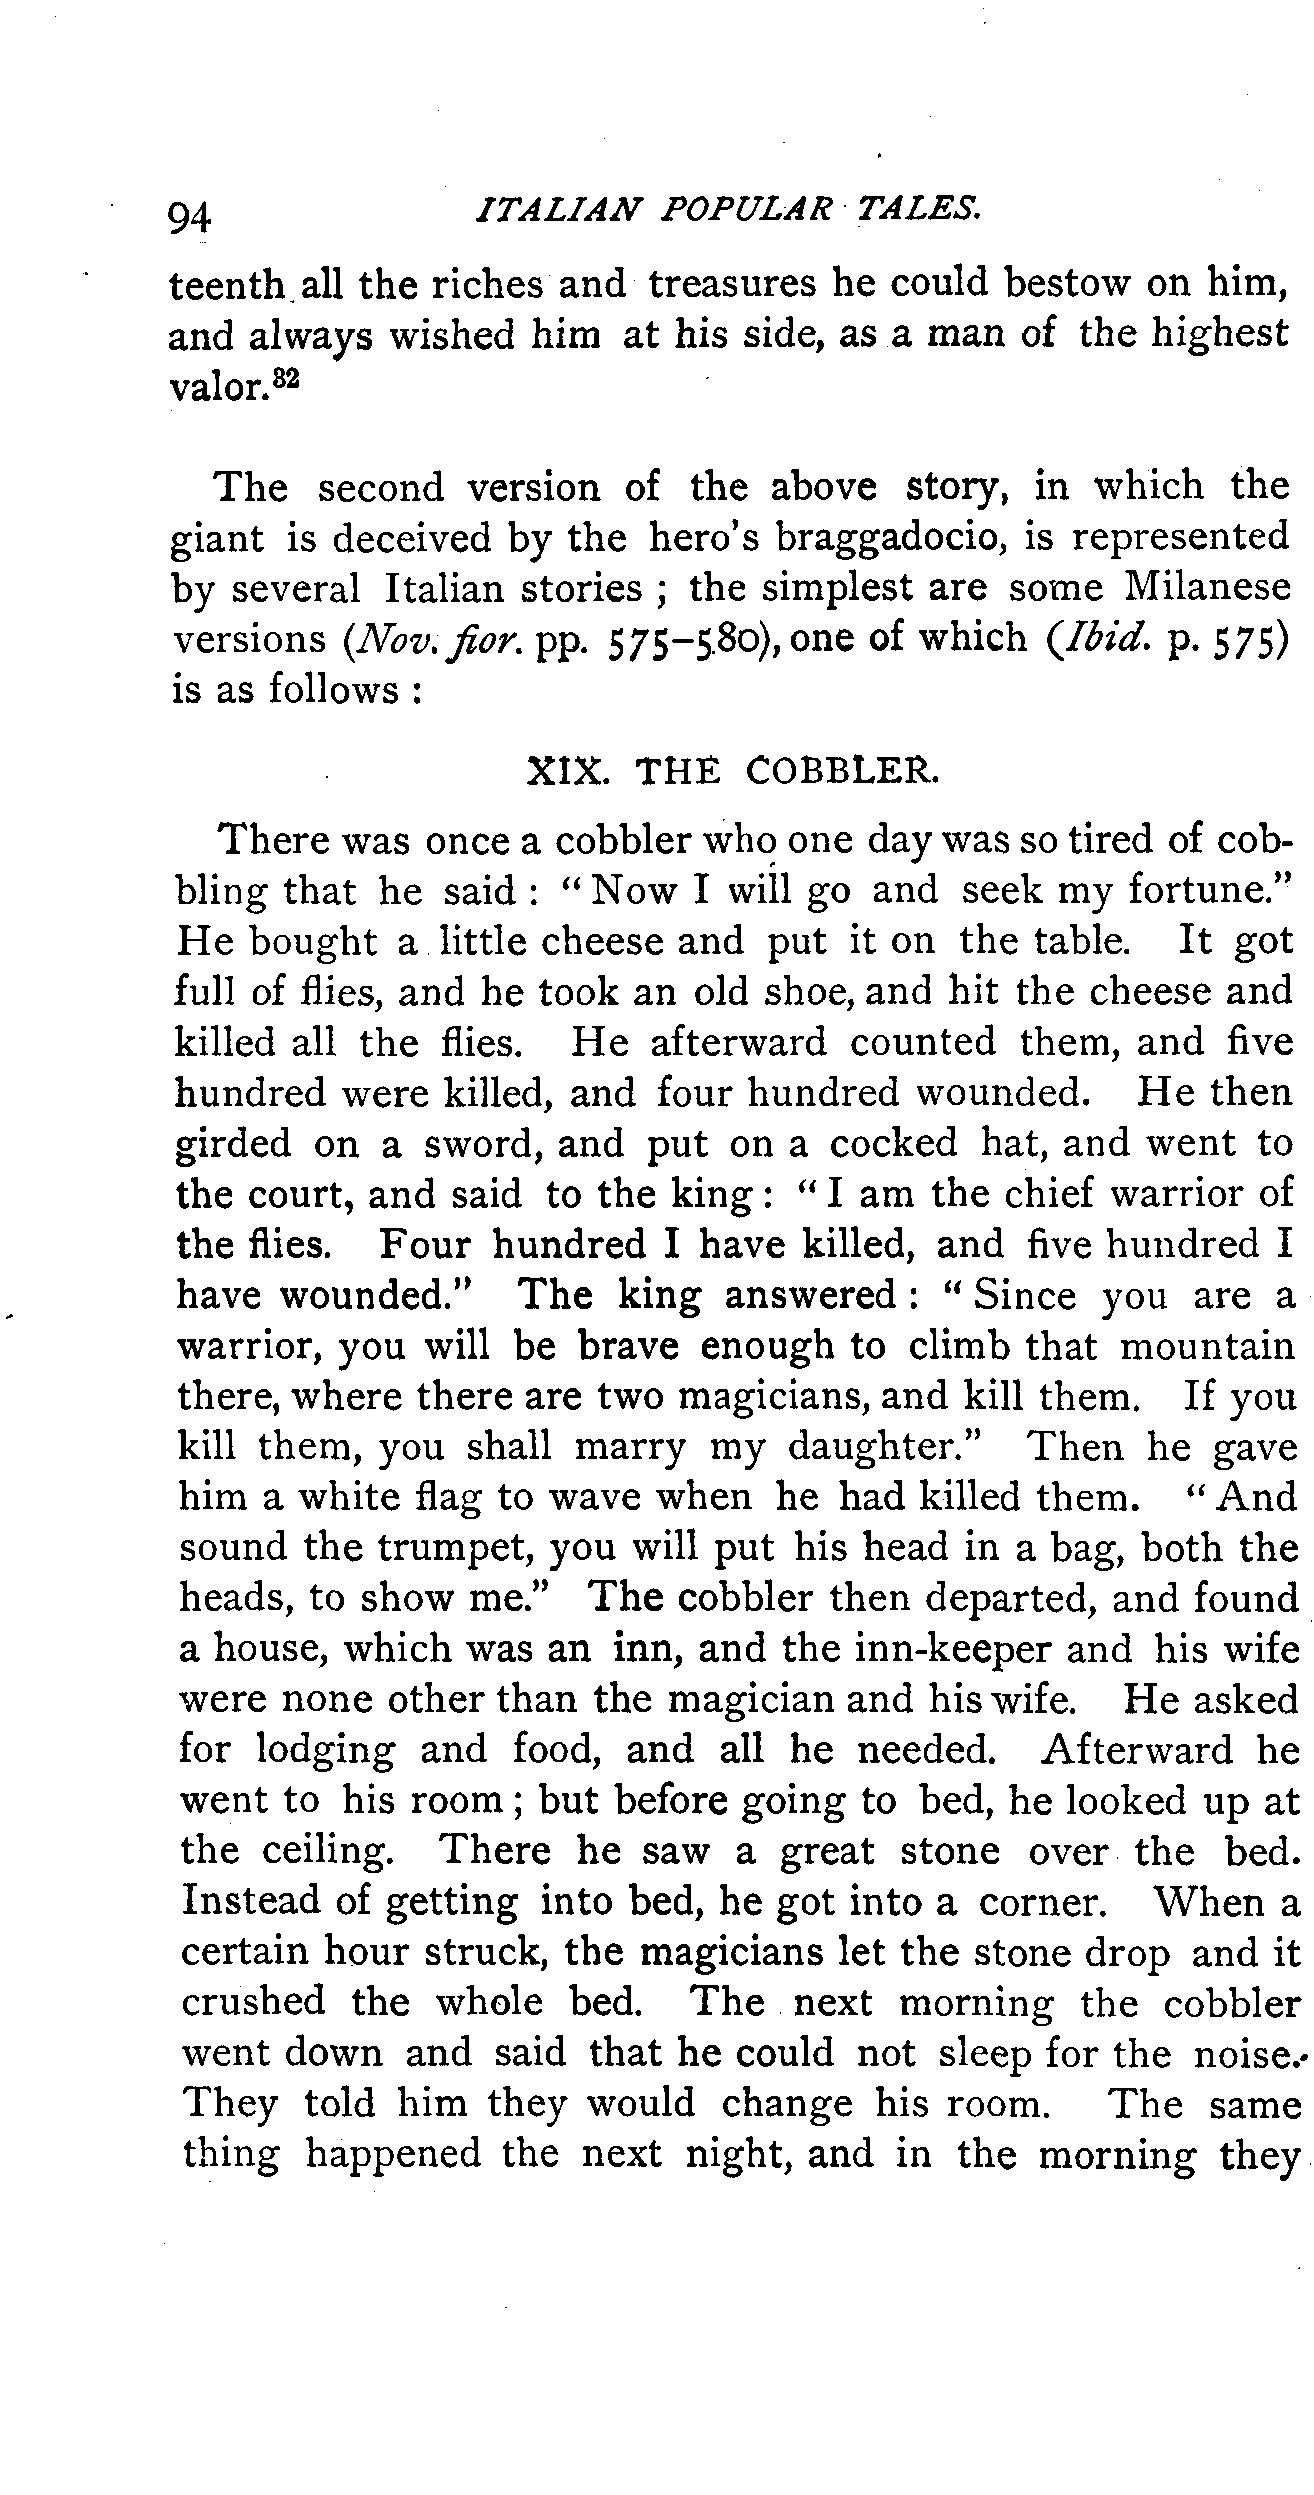 94 ITALIAN POPULAR TALES.
teenth all the riches and treasures he could bestow on him,
and always wished him at his side, as a man of the highest
valor.82
The second version of the above story, in which the
giant is deceived by the hero's braggadocio, is represented
by several Italian stories ; the simplest are some Milanese
versions (Nov. fior. pp. 575–580), one of which (Ibid. p. 575)
is as follows :
XIX. THE COBBLER.
There was once a cobbler who one day was so tired of cob-
bling that he said : “ Now I will go and seek my fortune.”
He bought a little cheese and put it on the table. It got
full of flies, and he took an old shoe, and hit the cheese and
killed all the flies. He afterward counted them, and five
hundred were killed, and four hundred wounded. He then
girded on a sword, and put on a cocked hat, and went to
the court, and said to the king : “ I am the chief warrior of
the flies. Four hundred I have killed, and five hundred I
have wounded.” The king answered : “ Since you are a
warrior, you will be brave enough to climb that mountain
there, where there are two magicians, and kill them. If you
kill them, you shall marry my daughter.” Then he gave
him a white flag to wave when he had killed them. “ And
sound the trumpet, you will put his head in a bag, both the
heads, to show me.” The cobbler then departed, and found
a house, which was an inn, and the inn-keeper and his wife
were none other than the magician and his wife. He asked
for lodging and food, and all he needed. Afterward he
went to his room ; but before going to bed, he looked up at
the ceiling. There he saw a great stone over the bed.
Instead of getting into bed, he got into a corner. When a
certain hour struck, the magicians let the stone drop and it
crushed the whole bed. The next morning the cobbler
went down and said that he could not sleep for the noise.
They told him they would change his room. The same
thing happened the next night, and in the morning they